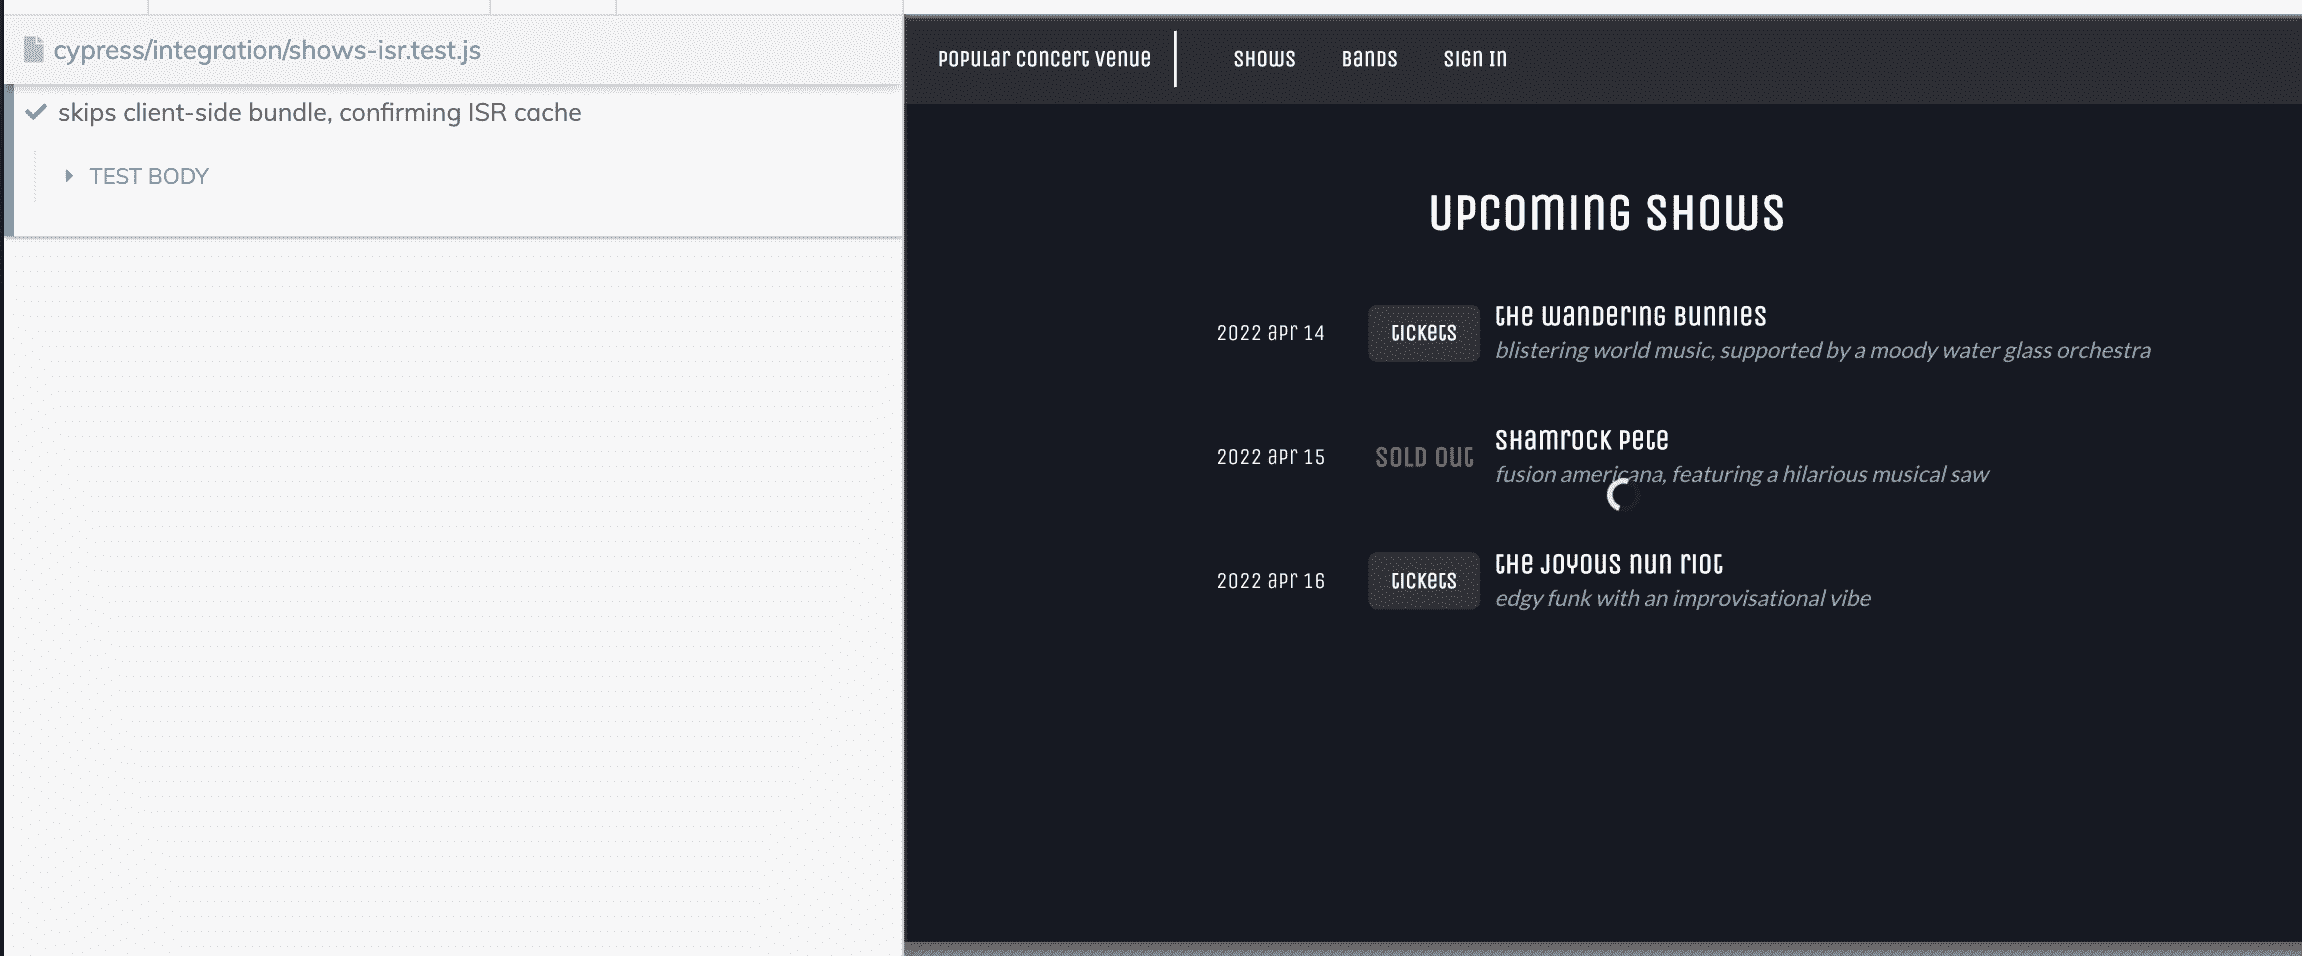 cypress/integration/shows-isr.test.js
skips client-side bundle, confirming ISR cache
TEST BODY
Popular Concert Venue
Shows
Bands
Sign in
Upcoming Shows
2022 Apr 14
tickets
The Wandering Bunnies
blistering world music, supported by a moody water glass orchestra
2022 Apr 15
SOLD OUT
Shamrock Pete
fusion americana, featuring a hilarious musical saw
2022 Apr 16
tickets
The Joyous Nun Riot
edgy funk with an improvisational vibe